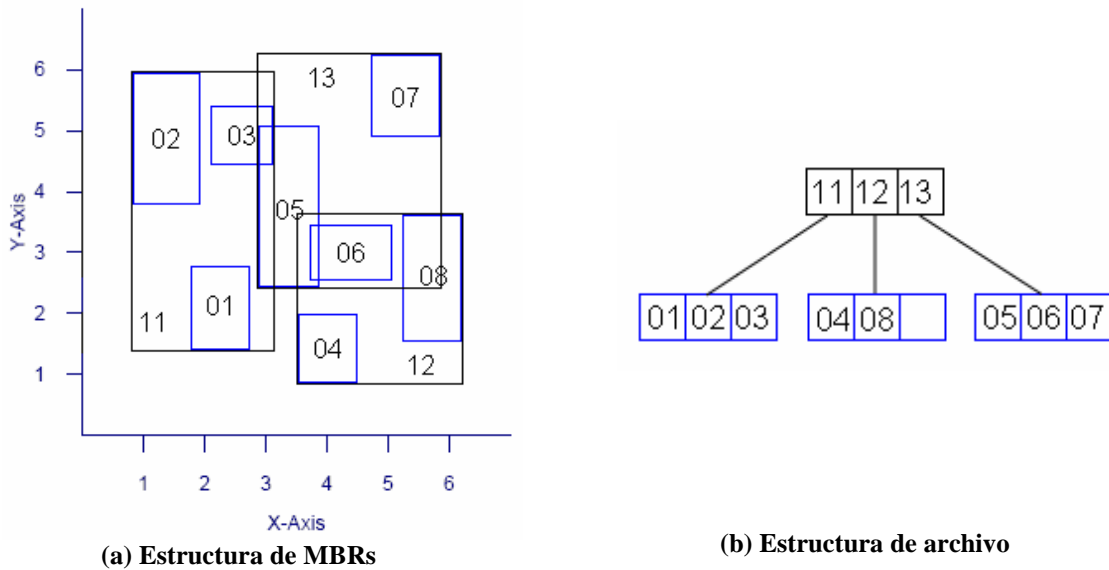 6
5
4
3
2
1
Y-Axis
02
03
13
07
05
06
08
01
11
04
12
1 2 3 4 5 6
X-Axis
(a) Estructura de MBRs
11 12 13
01 02 03
04 08
05 06 07
(b) Estructura de archivo